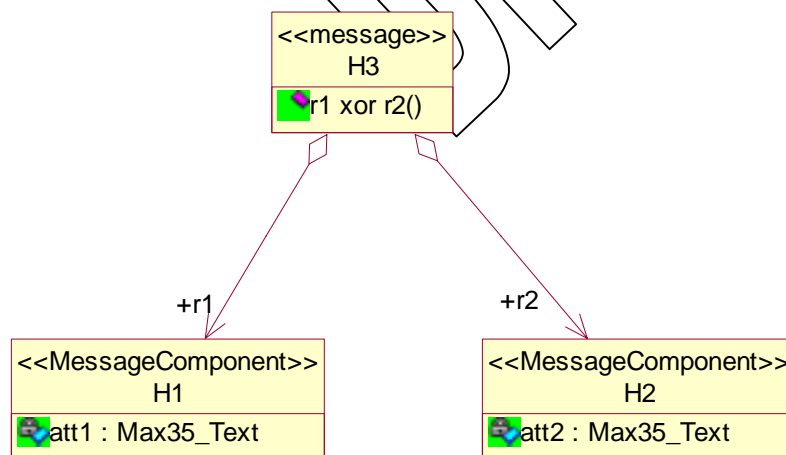 <<message>>
H3
r1 xor r2()
+r1
+r2
<<MessageComponent>>
H1
att1 : Max35_Text
<<MessageComponent>>
H2
att2 : Max35_Text